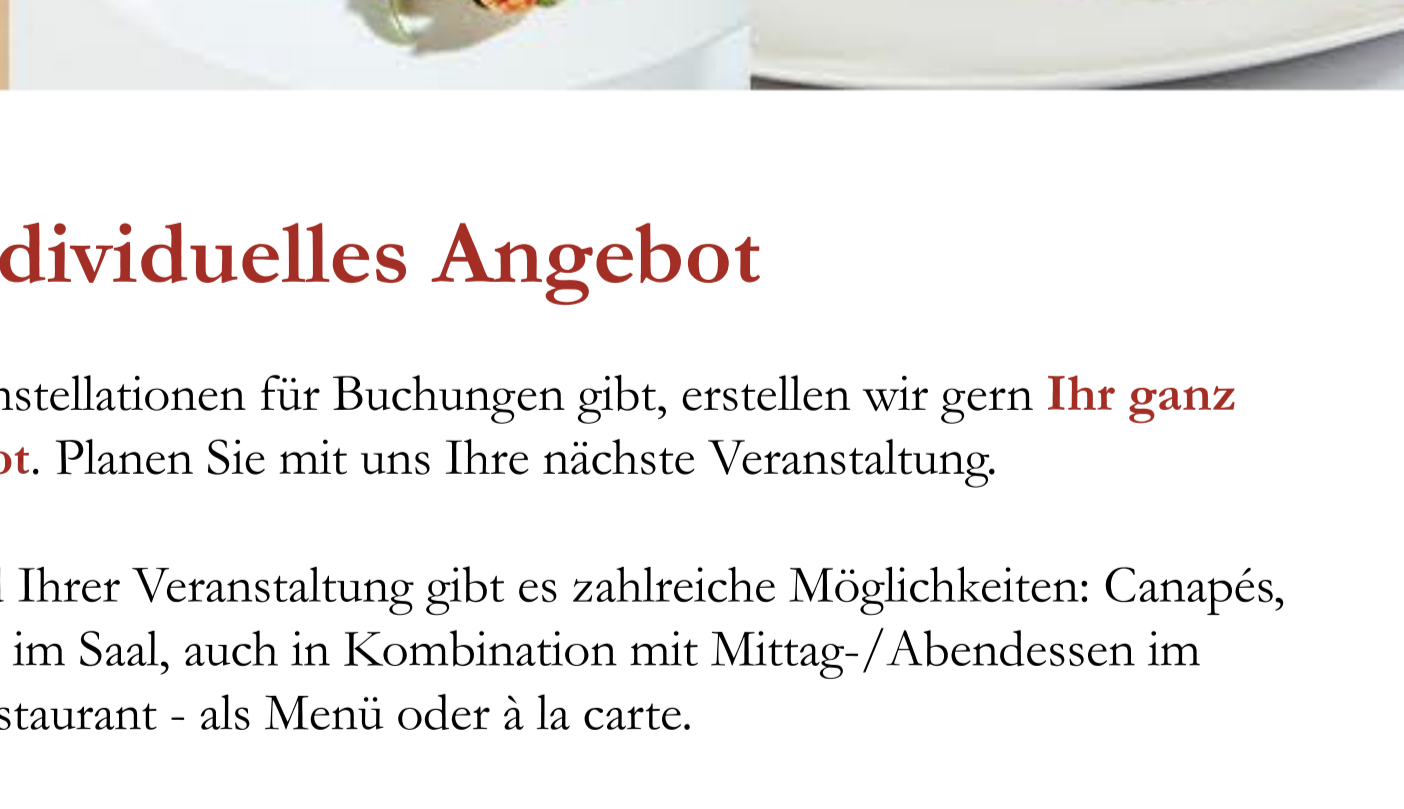 dividuelles Angebot
nstellationen für Buchungen gibt, erstellen wir gern Ihr ganz
ot. Planen Sie mit uns Ihre nächste Veranstaltung.
Ihrer Veranstaltung gibt es zahlreiche Möglichkeiten: Canapés,
im Saal, auch in Kombination mit Mittag-/Abendessen im
staurant - als Menü oder à la carte.